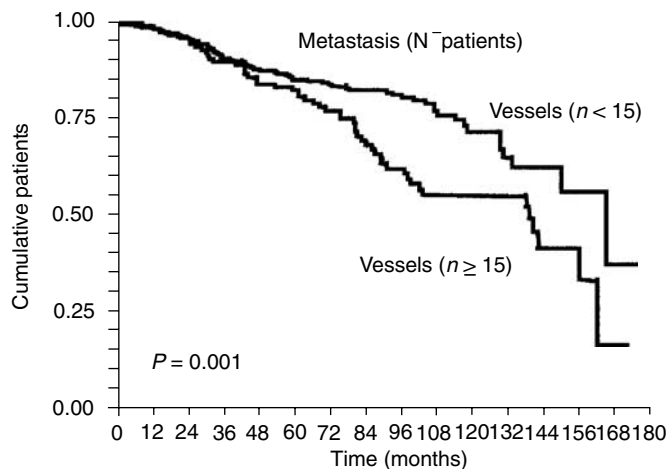 1.00
0.75
0.50
0.25
0.00
Cumulative patients
Metastasis (N⁻patients)
Vessels (n < 15)
Vessels (n ≥ 15)
P = 0.001
0 12 24 36 48 60 72 84 96 108 120 132 144 156 168 180
Time (months)